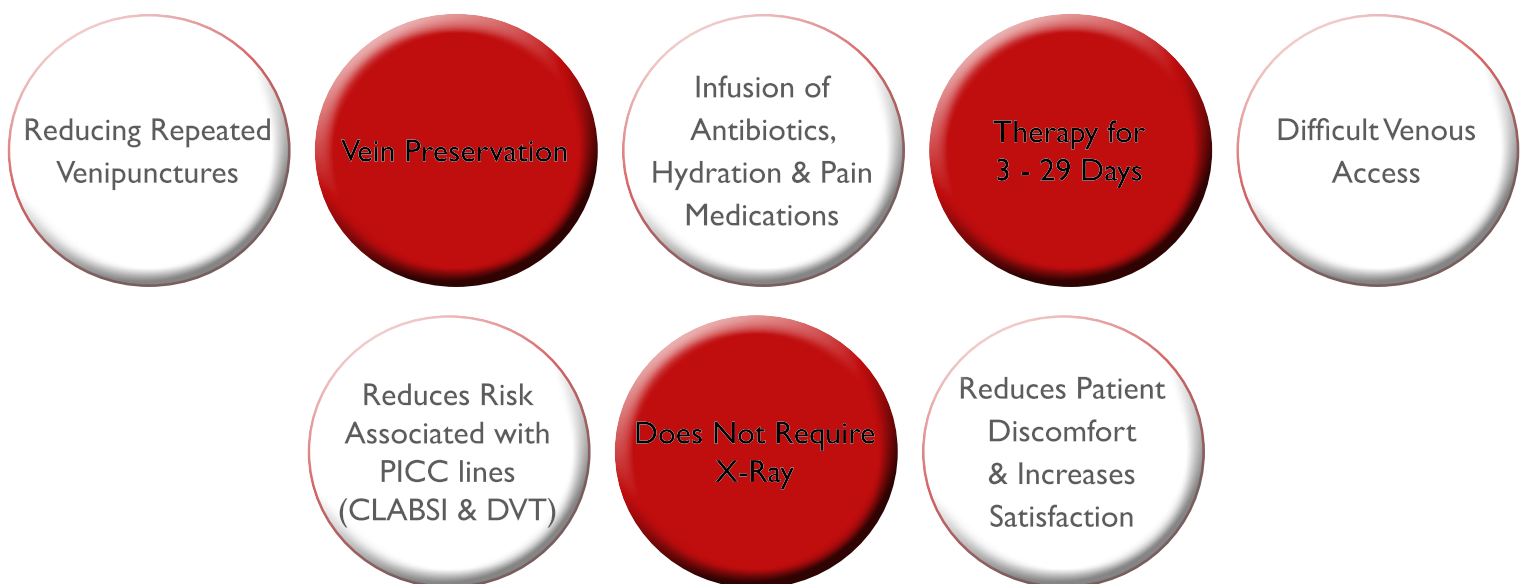 Reducing Repeated
Venipunctures
Vein Preservation
Infusion of
Antibiotics,
Hydration & Pain
Medications
Therapy for
3 - 29 Days
Difficult Venous
Access
Reduces Risk
Associated with
PICC lines
(CLABSI & DVT)
Does Not Require
X-Ray
Reduces Patient
Discomfort
& Increases
Satisfaction